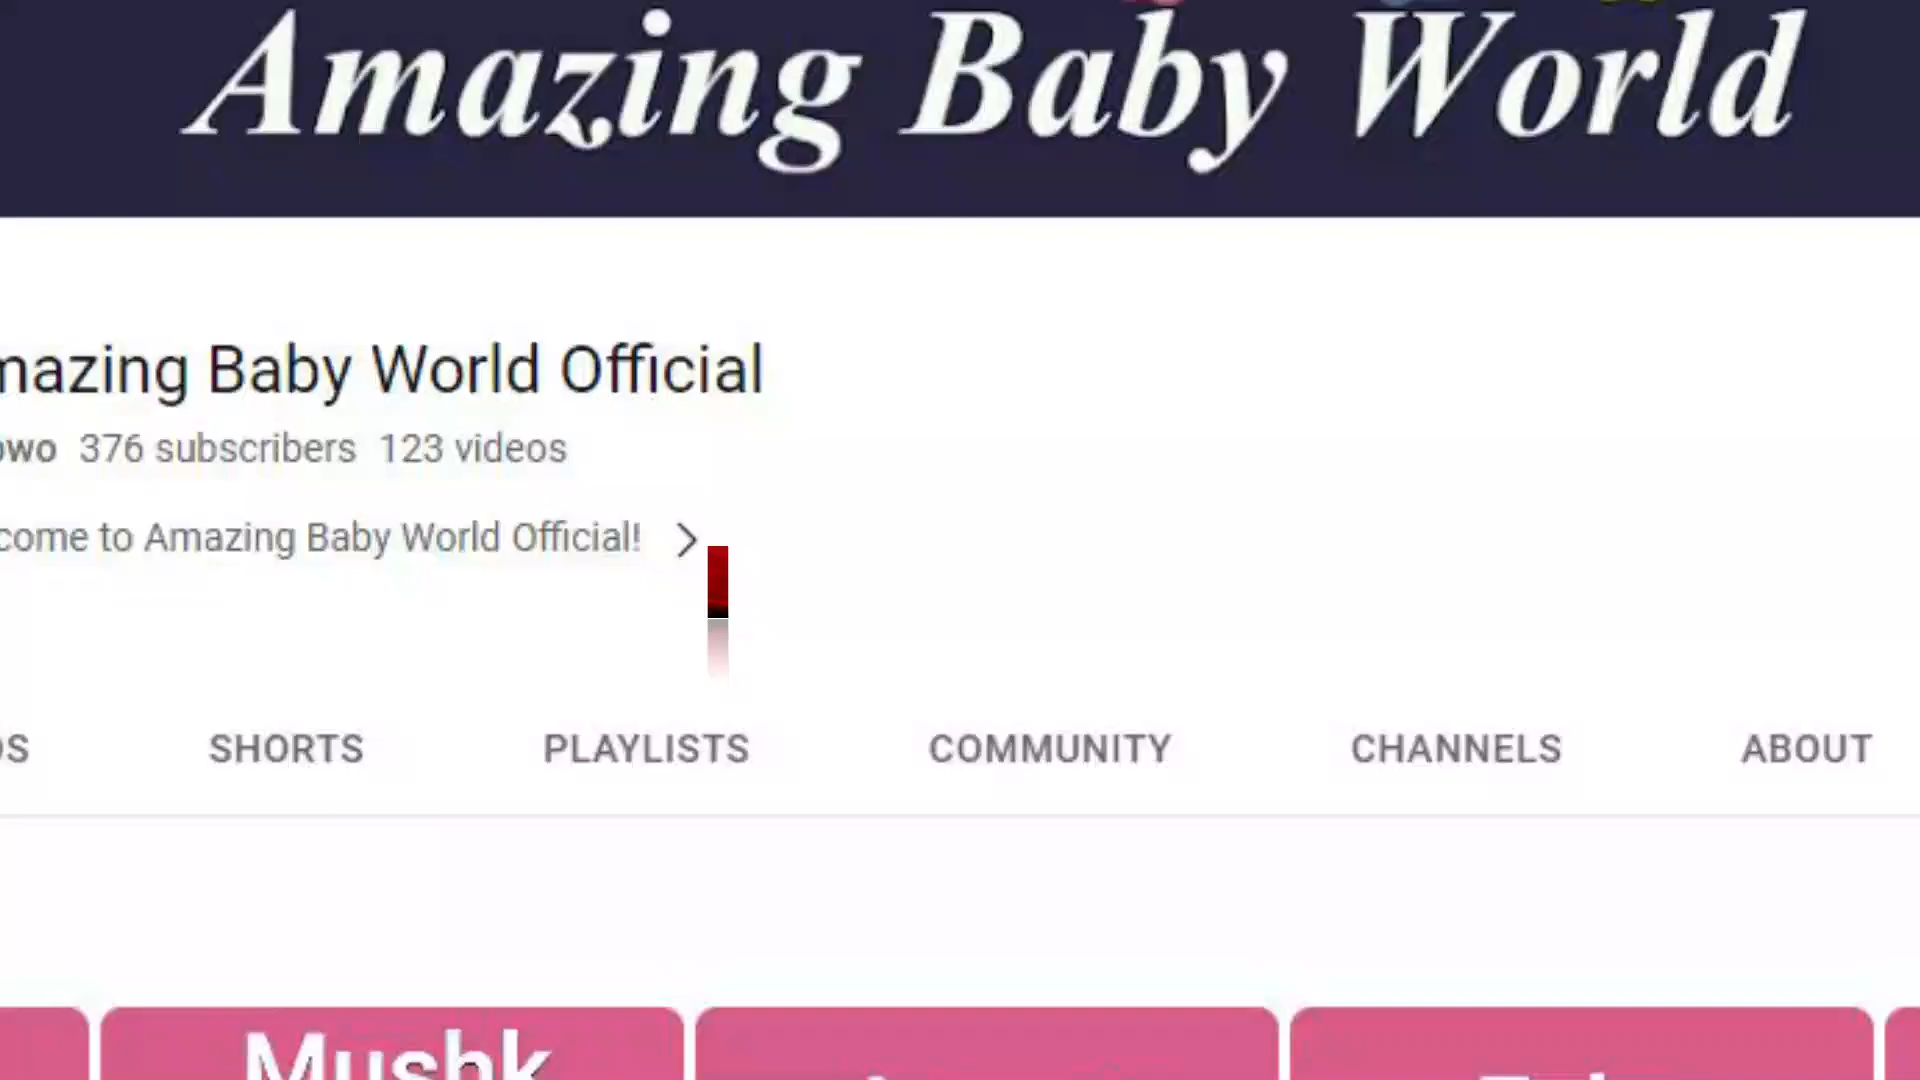 Amazing Baby World
mazing Baby World Official
owo 376 subscribers 123 videos
come to Amazing Baby World Official!
OS SHORTS PLAYLISTS COMMUNITY CHANNELS ABOUT
Mushk